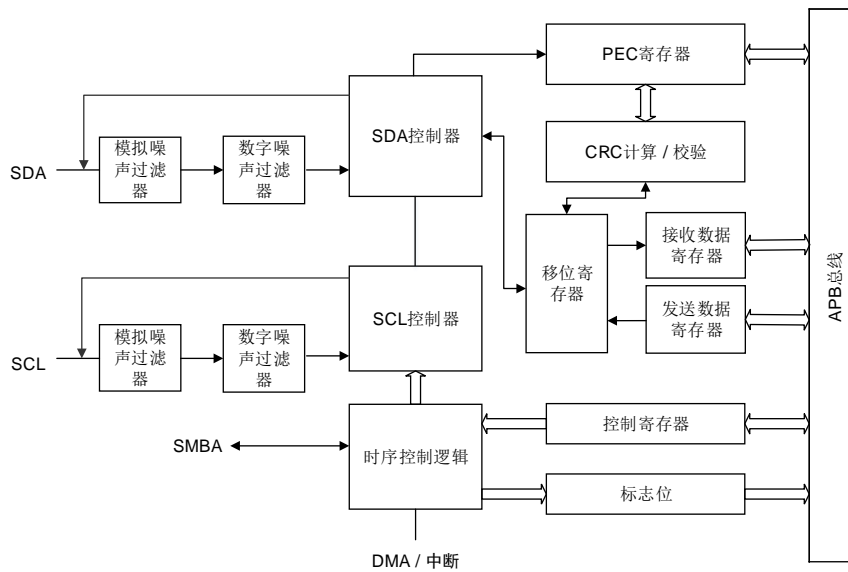 PEC寄存器
SDA控制器
CRC计算 / 校验
模拟噪
声过滤
器
数字噪
声过滤
器
SDA
移位寄
存器
接收数据
寄存器
发送数据
寄存器
APB总线
SCL控制器
模拟噪
声过滤
器
数字噪
声过滤
器
SCL
SMBA
时序控制逻辑
控制寄存器
标志位
DMA / 中断